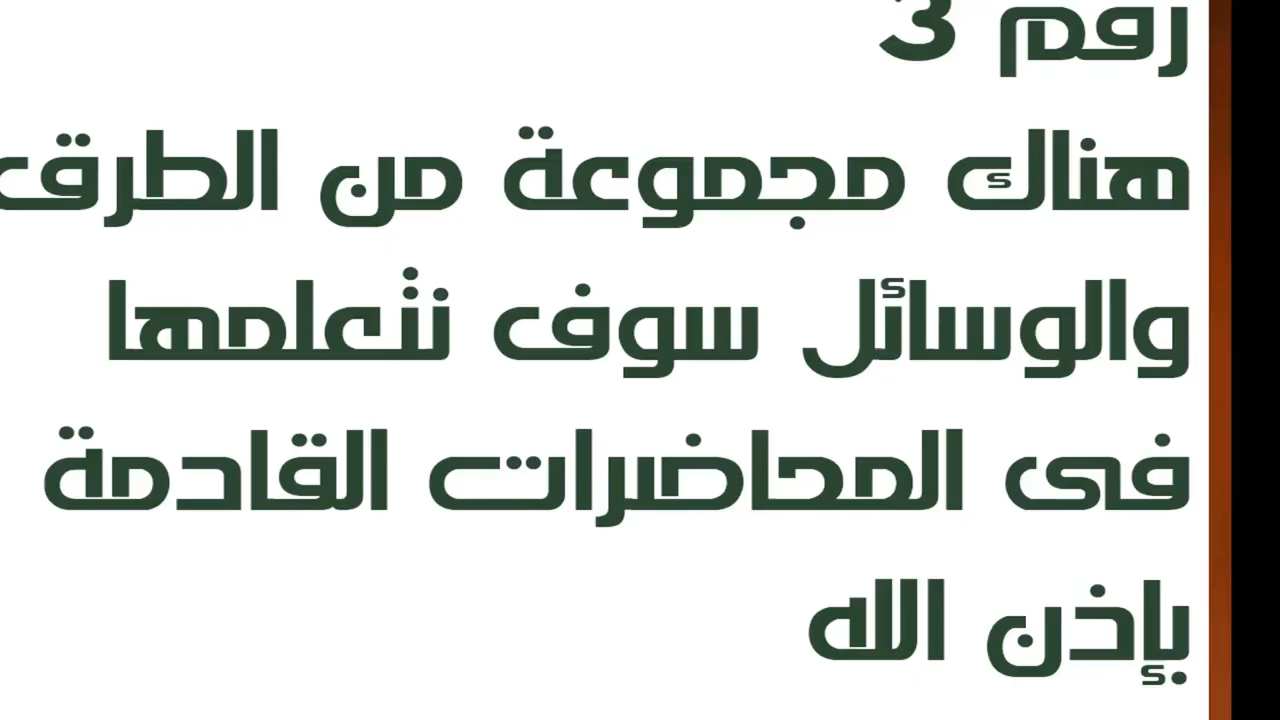 رقم 3
هناك مجموعة من الطرق
والوسائل سوف نتعلمها
فى المحاضرات القادمة
بإذن الله